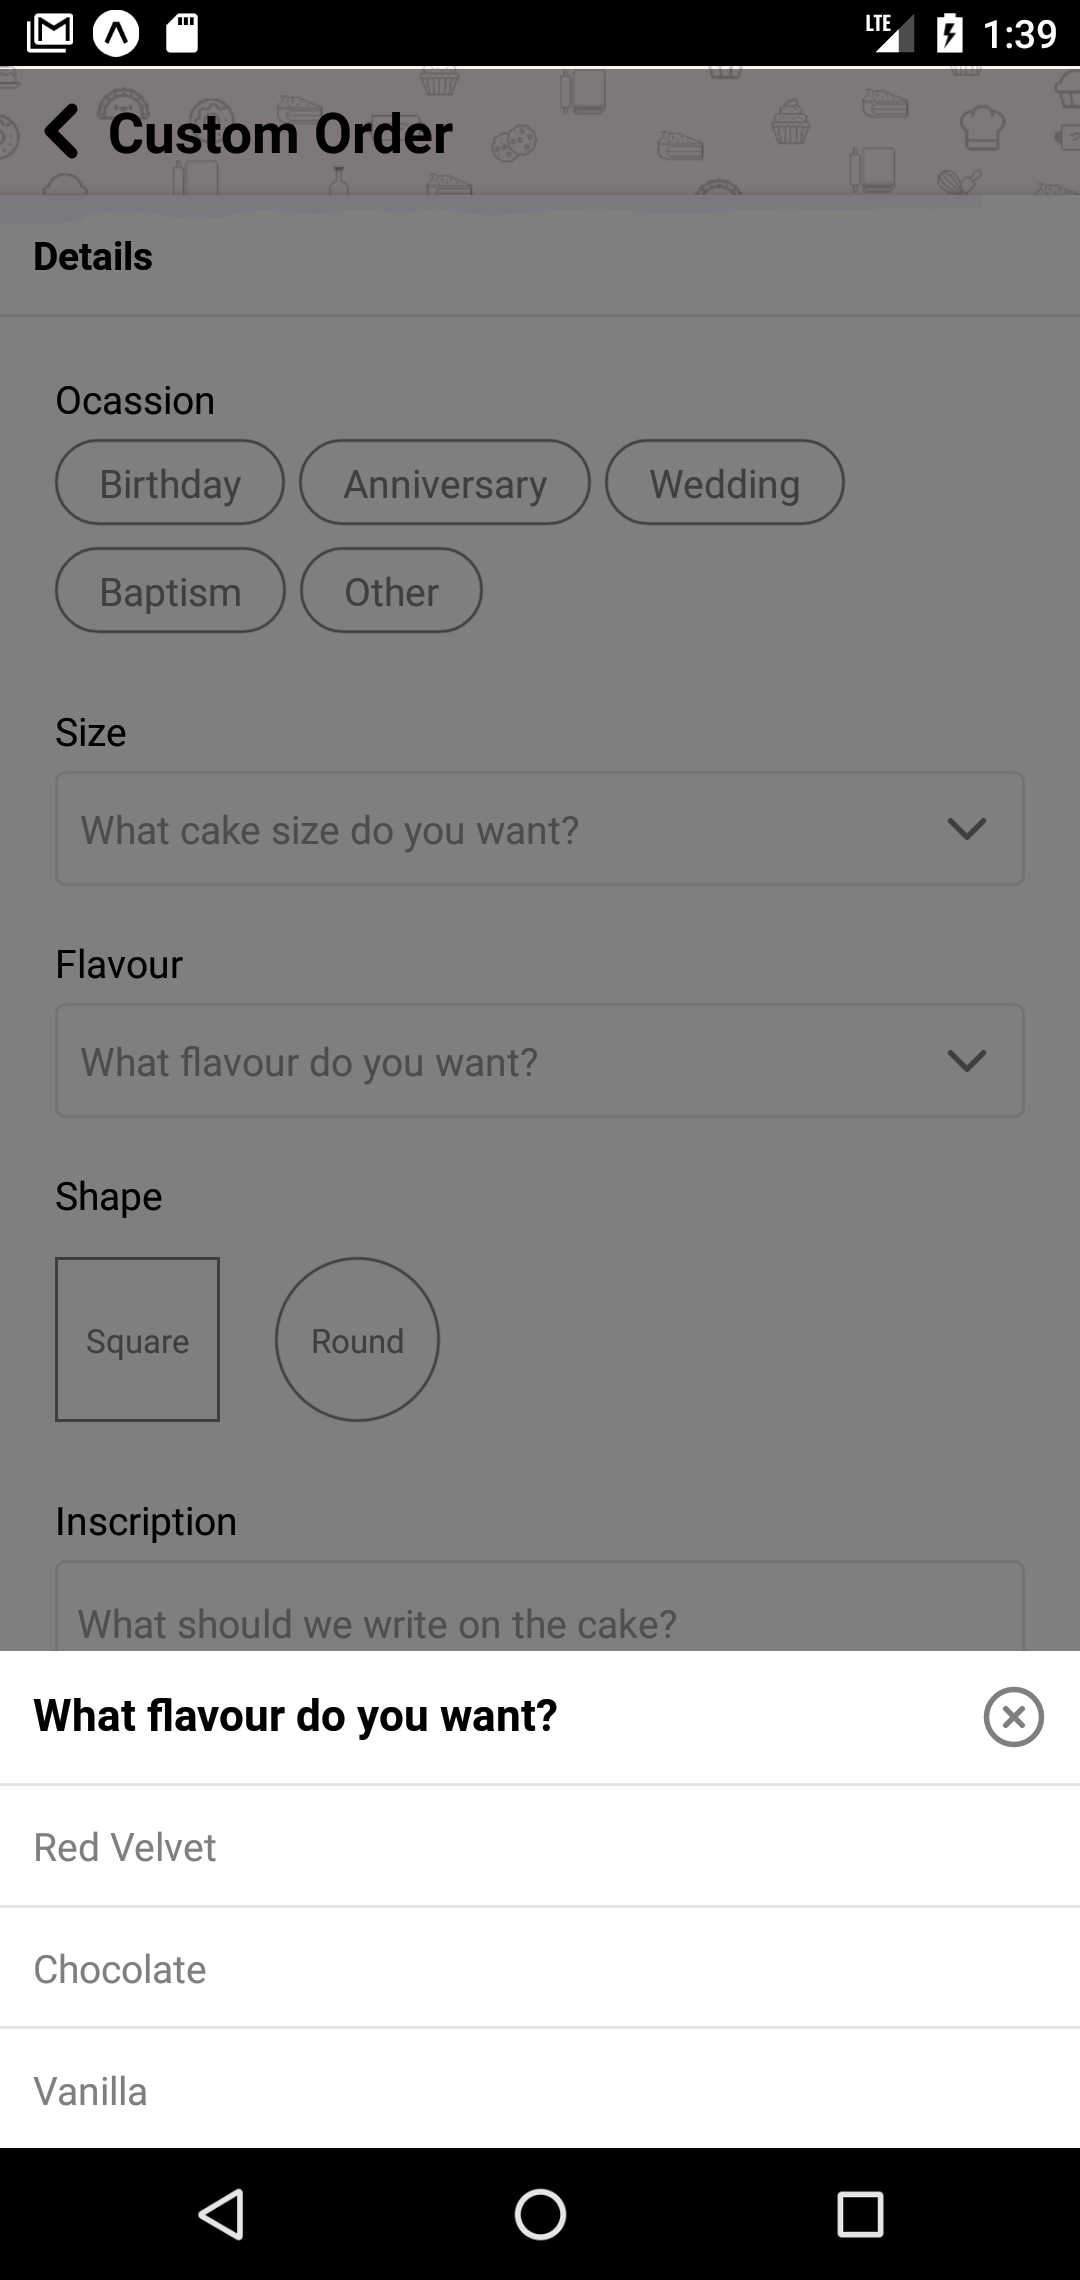 LTE 1:39
Custom Order
Details
Ocassion
Birthday Anniversary Wedding
Baptism Other
Size
What cake size do you want?
Flavour
What flavour do you want?
Shape
Square Round
Inscription
What should we write on the cake?
What flavour do you want?
Red Velvet
Chocolate
Vanilla